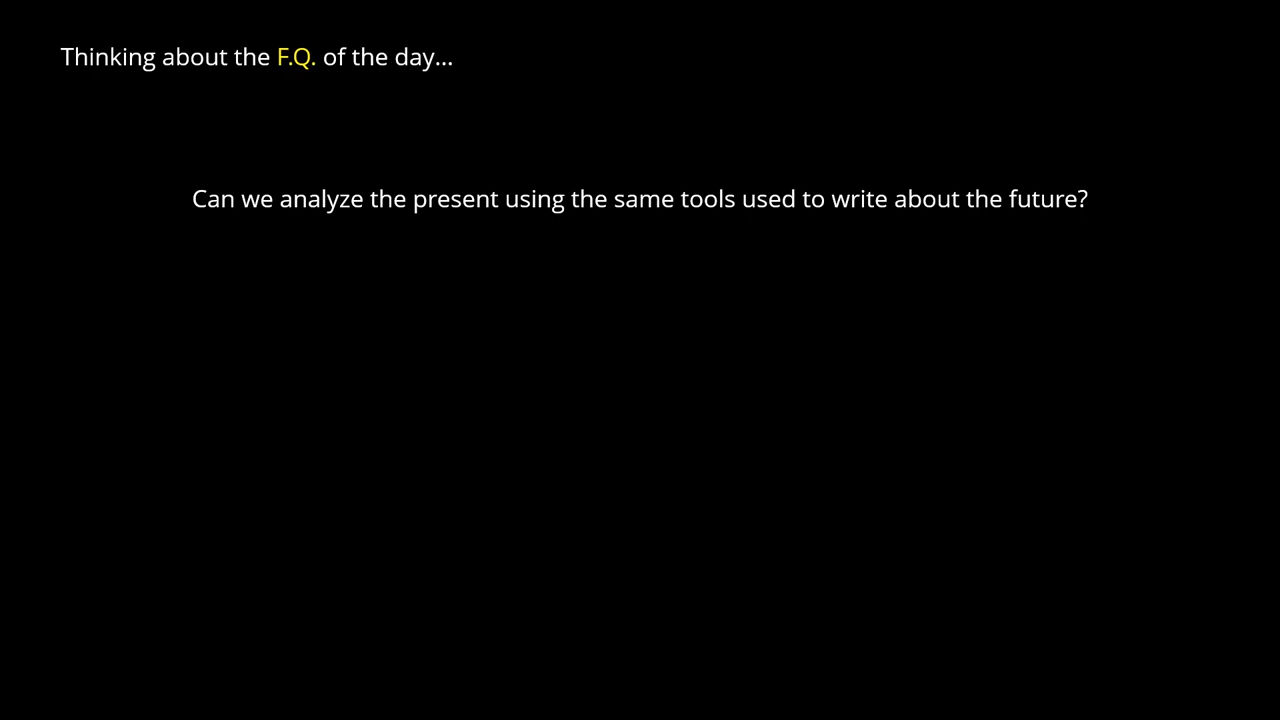 Thinking about the F.Q. of the day...
Can we analyze the present using the same tools used to write about the future?